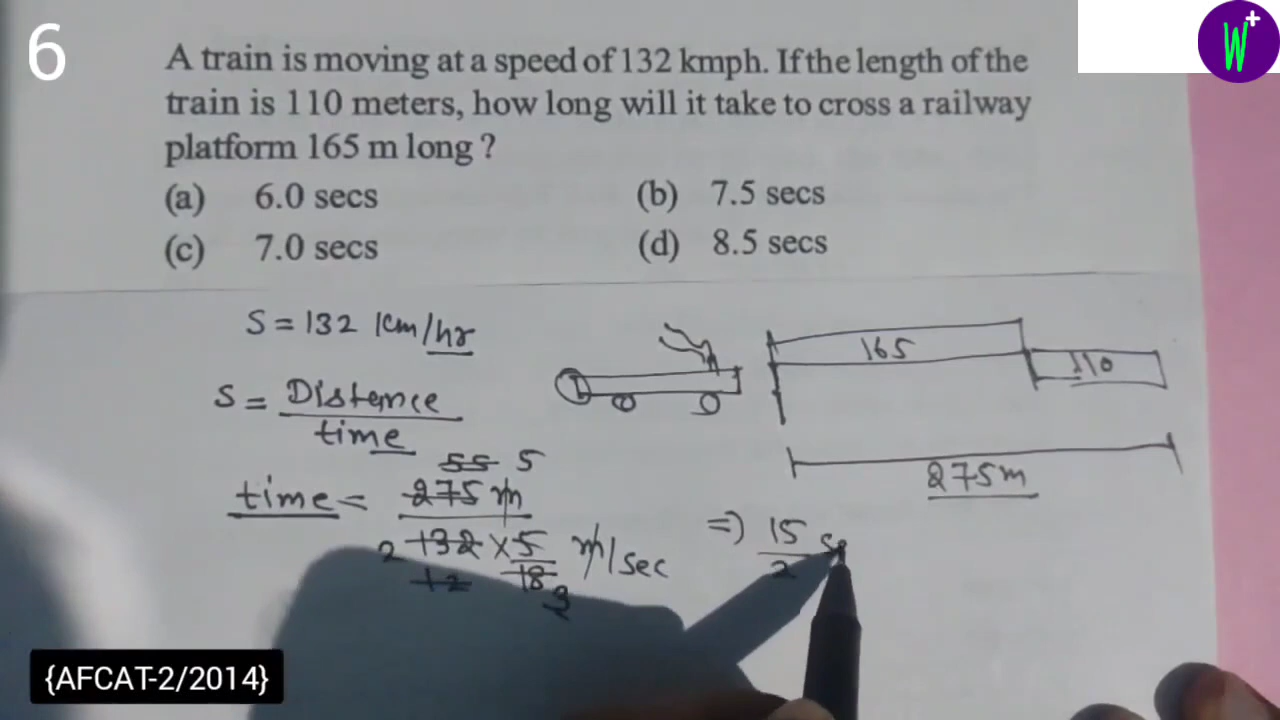 6
W+
A train is moving at a speed of 132 kmph. If the length of the
train is 110 meters, how long will it take to cross a railway
platform 165 m long ?
(a) 6.0 secs
(b) 7.5 secs
(c) 7.0 secs
(d) 8.5 secs
S = 132 km/hr
165
110
S = Distence
time
275m
55 5
time = 275 m
2 132 × 5 m/sec
12 18 3
=) 15 se
2
{AFCAT-2/2014}